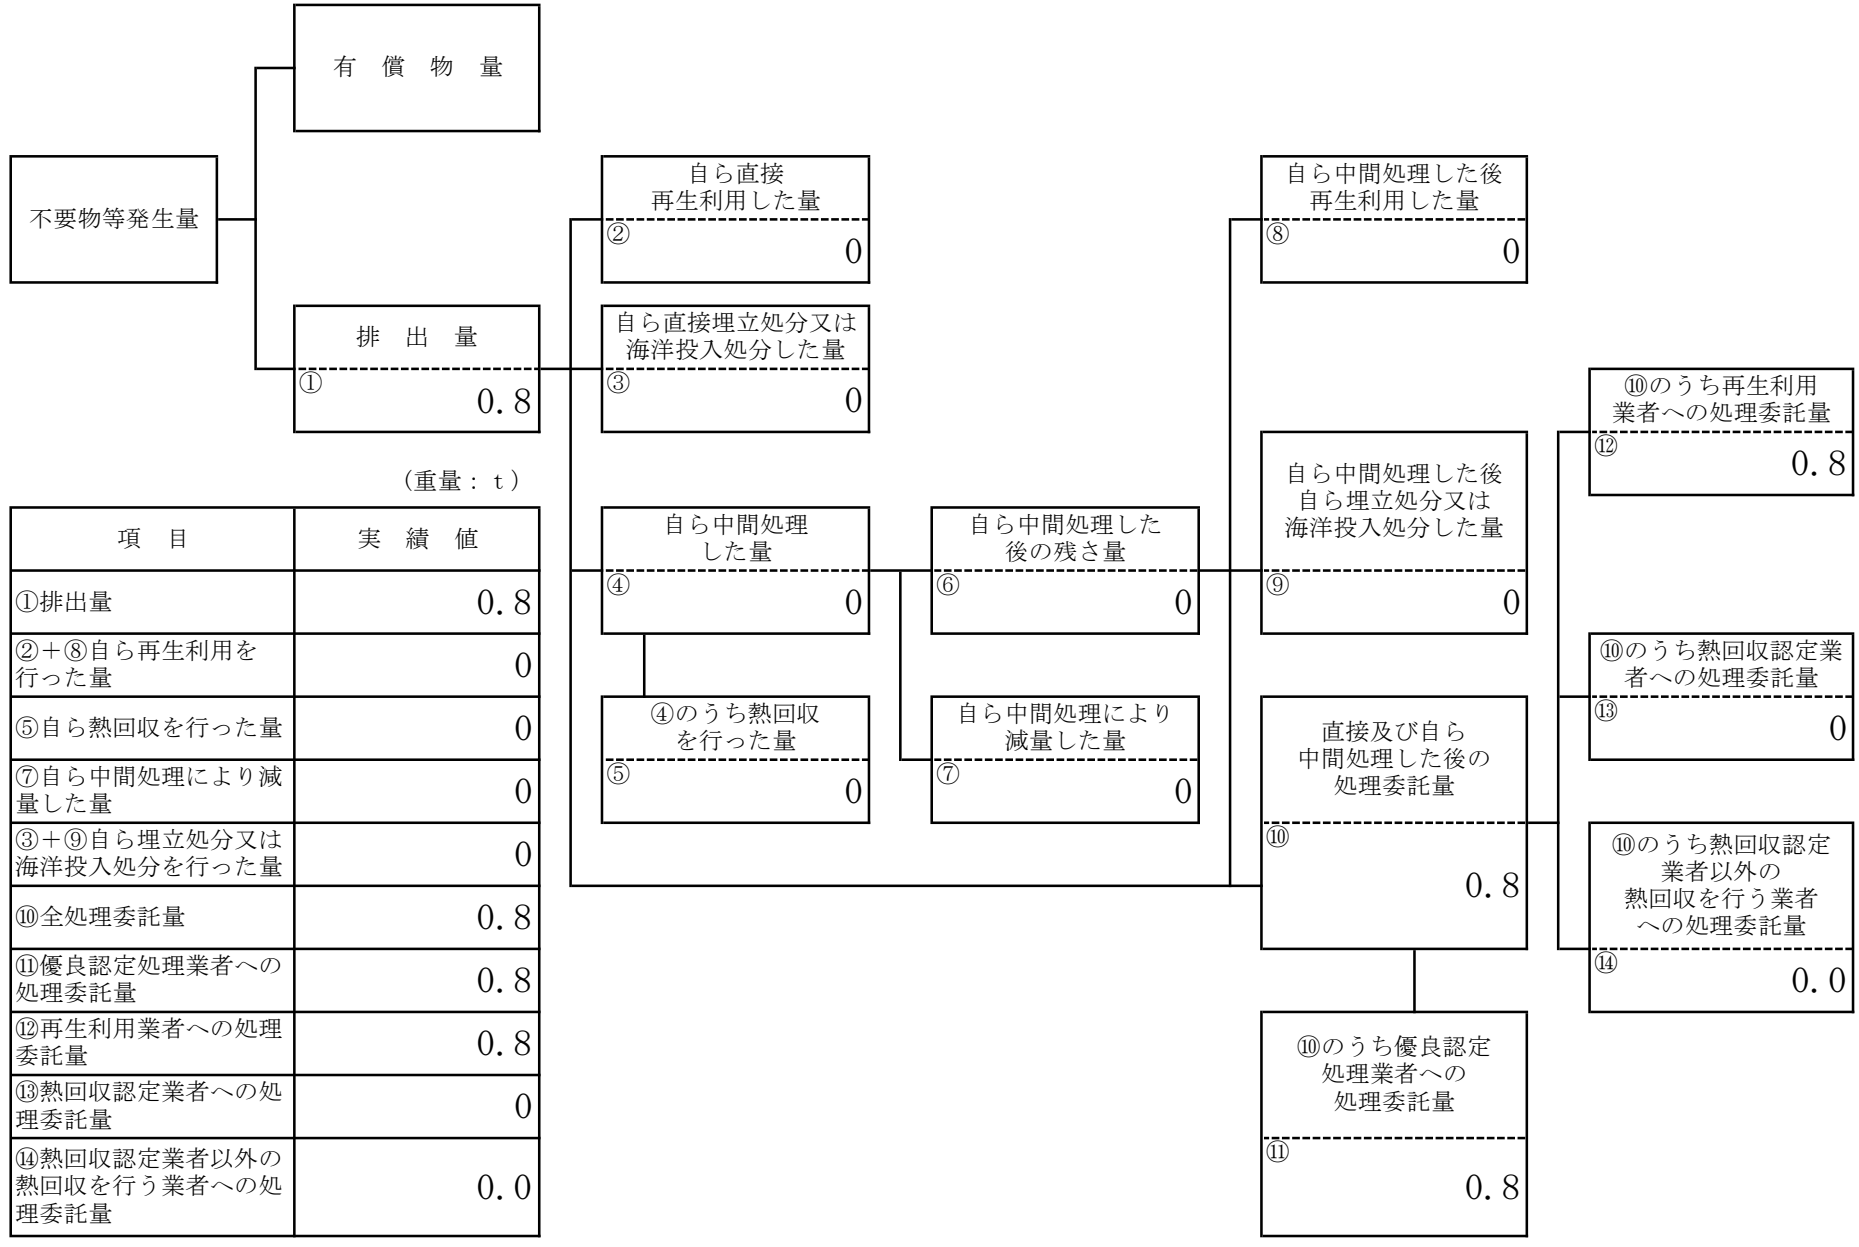 有 償 物 量
不要物等発生量
排 出 量
①
0.8
自ら直接
再生利用した量
②
0
自ら直接埋立処分又は
海洋投入処分した量
③
0
自ら中間処理
した量
④
0
④のうち熱回収
を行った量
⑤
0
自ら中間処理した
後の残さ量
⑥
0
自ら中間処理により
減量した量
⑦
0
自ら中間処理した後
再生利用した量
⑧
0
自ら中間処理した後
自ら埋立処分又は
海洋投入処分した量
⑨
0
直接及び自ら
中間処理した後の
処理委託量
⑩
0.8
⑩のうち優良認定
処理業者への
処理委託量
⑪
0.8
⑩のうち再生利用
業者への処理委託量
⑫
0.8
⑩のうち熱回収認定業
者への処理委託量
⑬
0
⑩のうち熱回収認定
業者以外の
熱回収を行う業者
への処理委託量
⑭
0.0
(重量：ｔ)
項 目 実 績 値
①排出量 0.8
②＋⑧自ら再生利用を
行った量 0
⑤自ら熱回収を行った量 0
⑦自ら中間処理により減
量した量 0
③＋⑨自ら埋立処分又は
海洋投入処分を行った量 0
⑩全処理委託量 0.8
⑪優良認定処理業者への
処理委託量 0.8
⑫再生利用業者への処理
委託量 0.8
⑬熱回収認定業者への処
理委託量 0
⑭熱回収認定業者以外の
熱回収を行う業者への処
理委託量 0.0